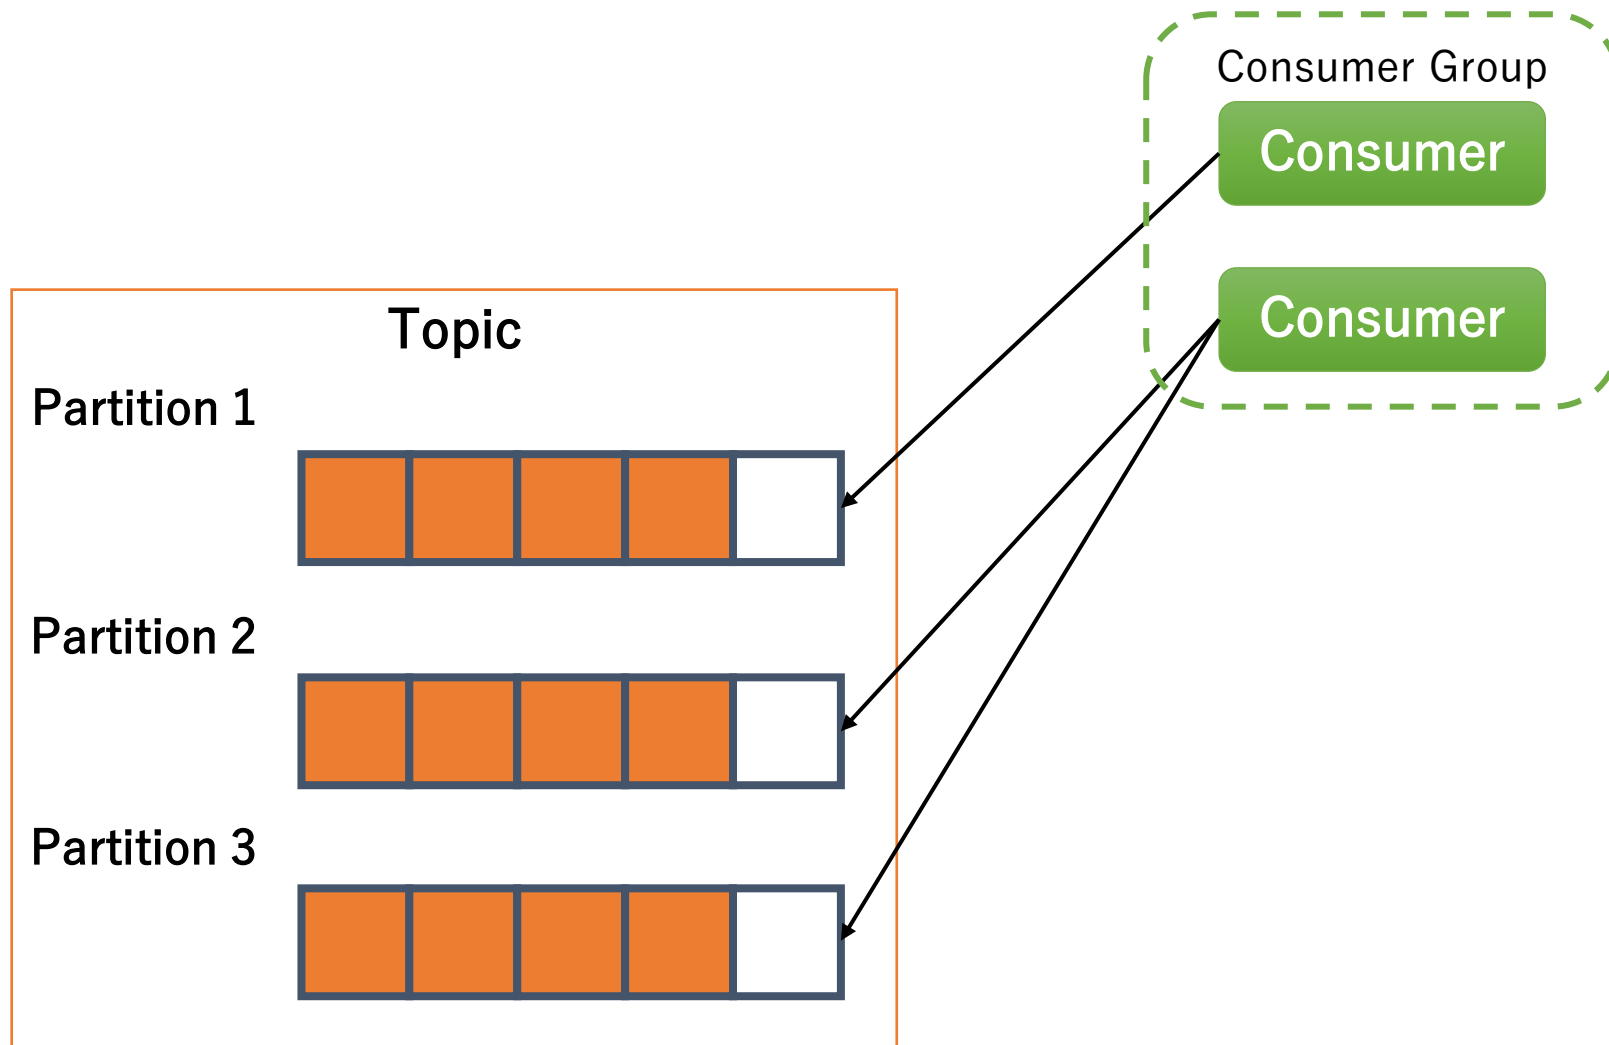 Consumer Group
Consumer
Consumer
Topic
Partition 1
Partition 2
Partition 3